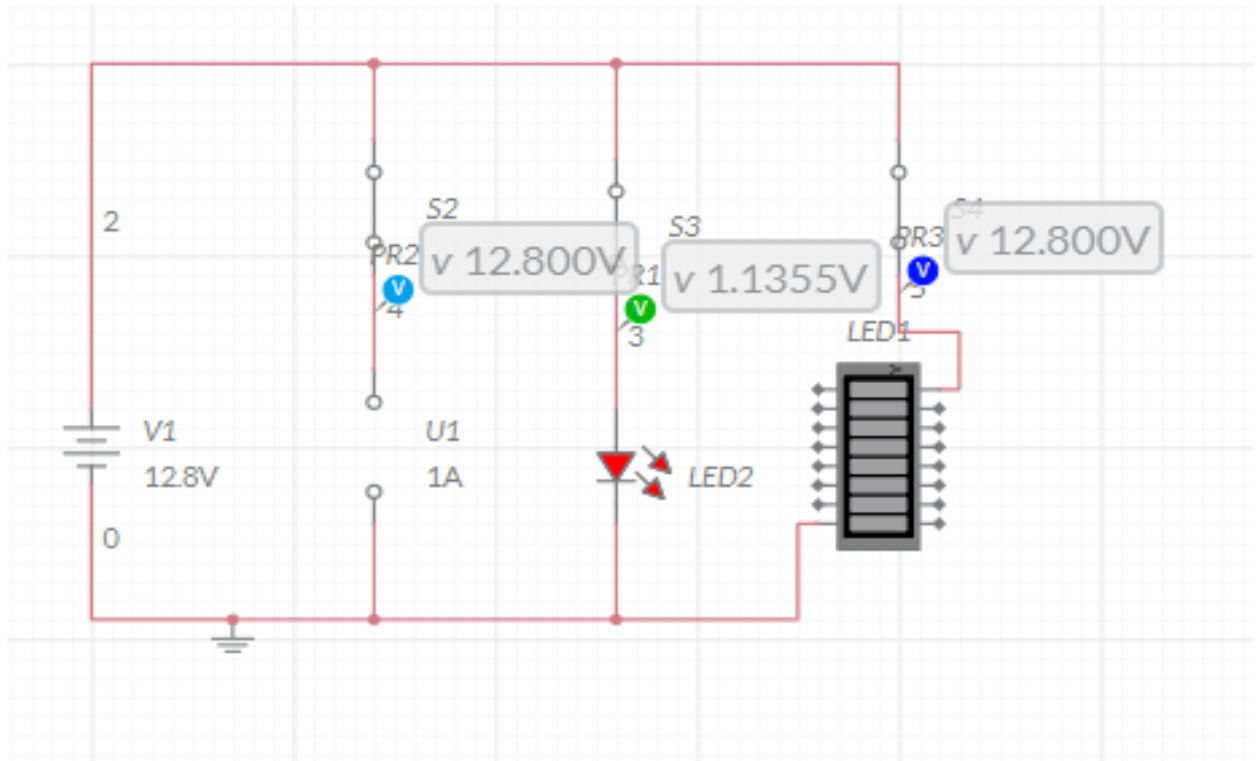 2
S2
S3
S4
PR2
v 12.800V
PR1
v 1.1355V
PR3
v 12.800V
V
V
V
4
3
5
LED1
V1
12.8V
U1
1A
LED2
0